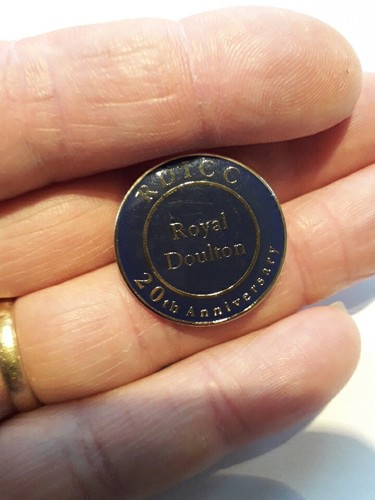 RDICC
Royal
Doulton
20th Anniversary